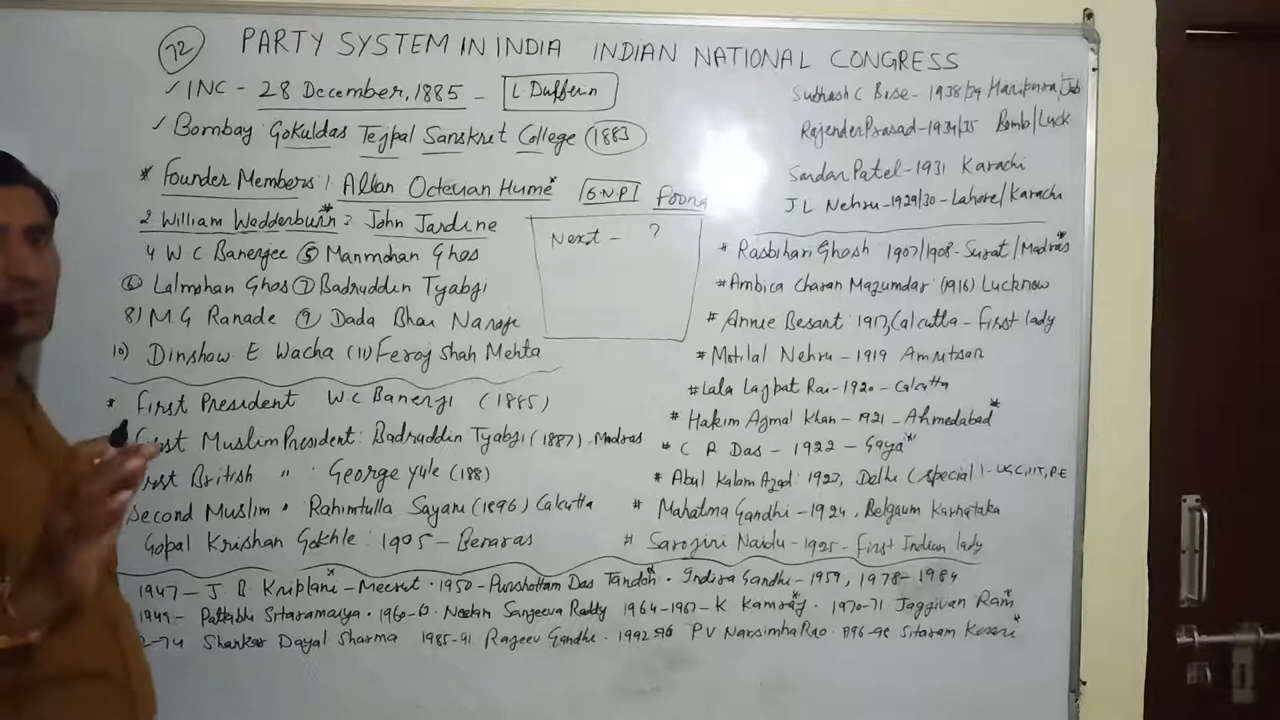 72 PARTY SYSTEM IN INDIA INDIAN NATIONAL CONGRESS
✓ INC - 28 December, 1885 - L. Dufferin
✓ Bombay Gokuldas Tejpal Sanskret College (1883)
* Founder Members 1 Allan Octevian Hume* G.N.P Poona
2 William Wedderburn* 3 John Jardine
4 W C Banerjee ⑤ Manmohan Ghos
⑥ Lalmohan Ghos ⑦ Badruddin Tyabji
8) M.G Ranade ⑨ Dada Bhai Naroji
10) Dinshaw. E. Wacha (11) Feroj Shah Mehta
Next - ?
* First President W C Banerji (1885)
First Muslim President: Badruddin Tyabji (1887) - Madras
First British " George Yule (188)
Second Muslim " Rahimtulla Sayani (1896) Calcutta
Gopal Krishan Gokhle: 1905 - Benaras
Subhash C Bose - 1938/39 Haripura/Jab
Rajender Prasad - 1934/35 Bomb/Luck
Sardar Patel - 1931 Karachi
J L Nehru - 1929/30 - Lahore/Karachi
* Rasbihari Ghosh 1907/1908 - Surat/Madras*
* Ambica Charan Mazumdar (1916) Lucknow
* Annie Besant 1917, Calcutta - First lady
* Motilal Nehru - 1919 Amritsar
# Lala Lajpat Rai - 1920 - Calcutta
* Hakim Ajmal Khan - 1921 - Ahmedabad*
* C R Das - 1922 - Gaya*
* Abul Kalam Azad: 1923, Delhi (special)
* Mahatma Gandhi - 1924, Belgaum Karnataka
# Sarojini Naidu - 1925 - First Indian lady
1947 - J. B Kriplani* - Meerut · 1950 - Purshottam Das Tandon* · Indira Gandhi - 1959, 1978 - 1984
1949 - Pattabhi Sitaramaiya · 1960-63 · Neelam Sanjeeva Reddy 1964-1967 - K Kamraj* · 1970-71 Jagjivan Ram*
2-74 Shankar Dayal Sharma 1985-91 Rajeev Gandhi · 1992-96 P V Narsimha Rao · 1996-98 Sitaram Kesari*